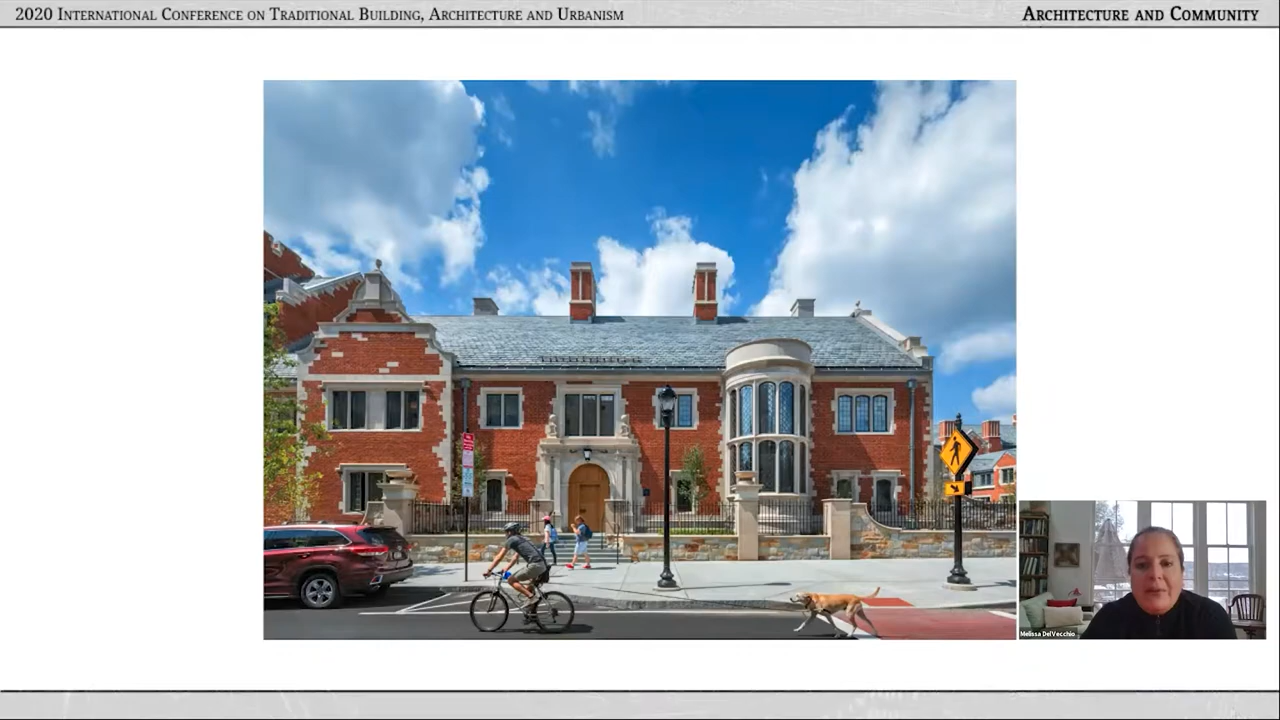 2020 International Conference on Traditional Building, Architecture and Urbanism
Architecture and Community
Melissa DelVecchio